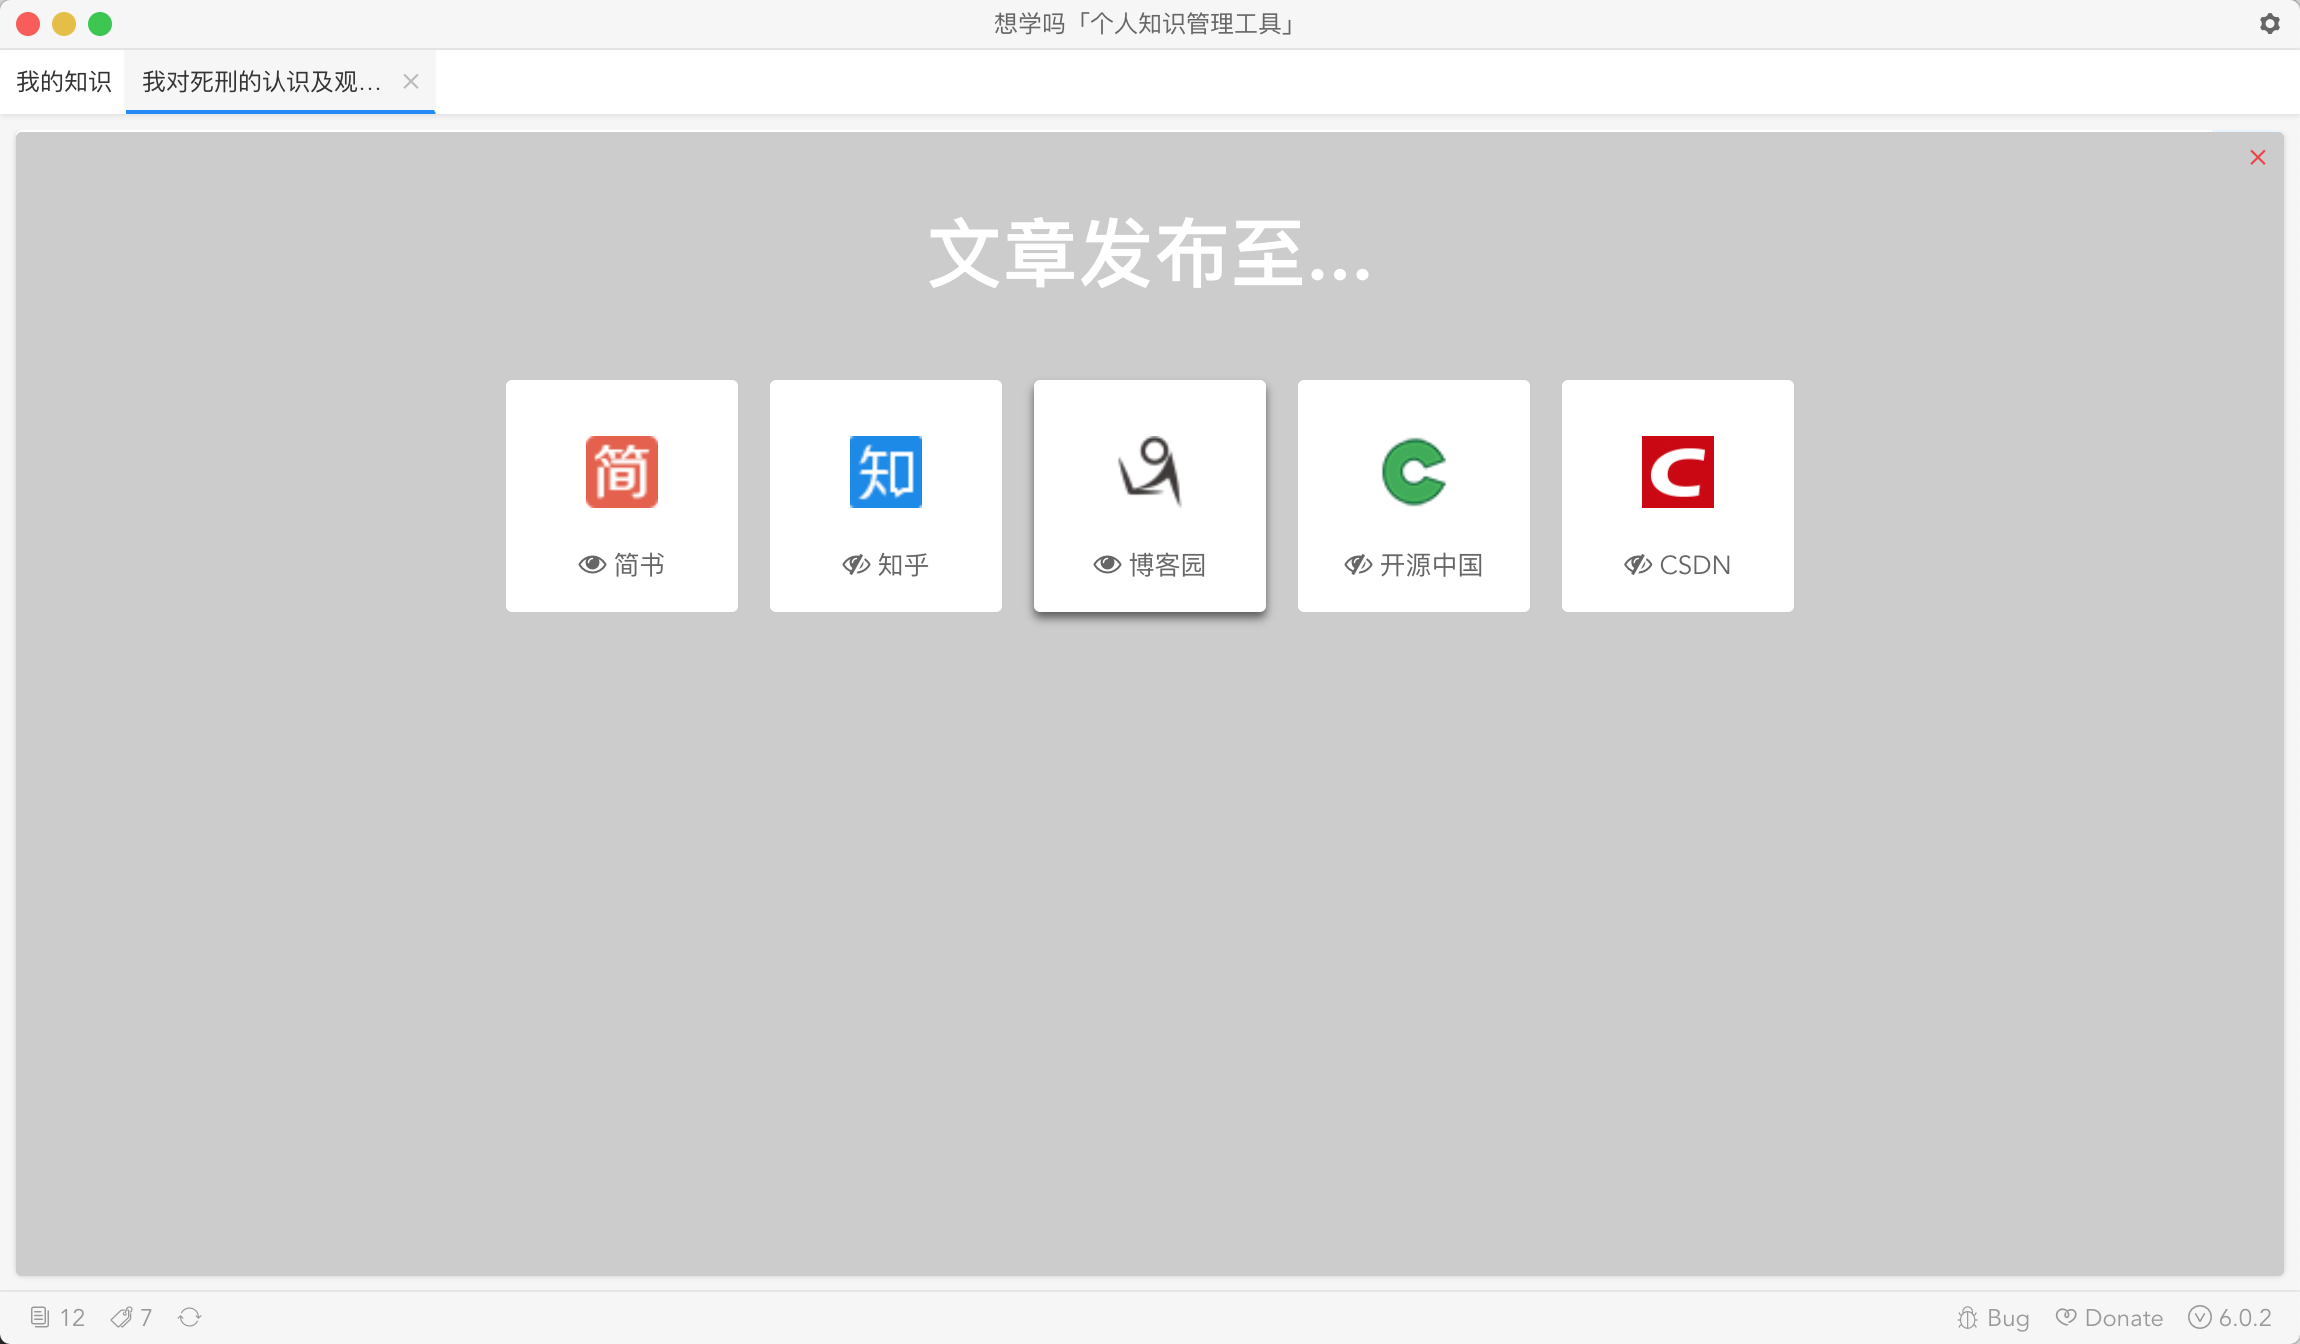 想学吗「个人知识管理工具」
我的知识
我对死刑的认识及观...
文章发布至...
简
知
简书
知乎
博客园
开源中国
CSDN
12
7
Bug
Donate
6.0.2